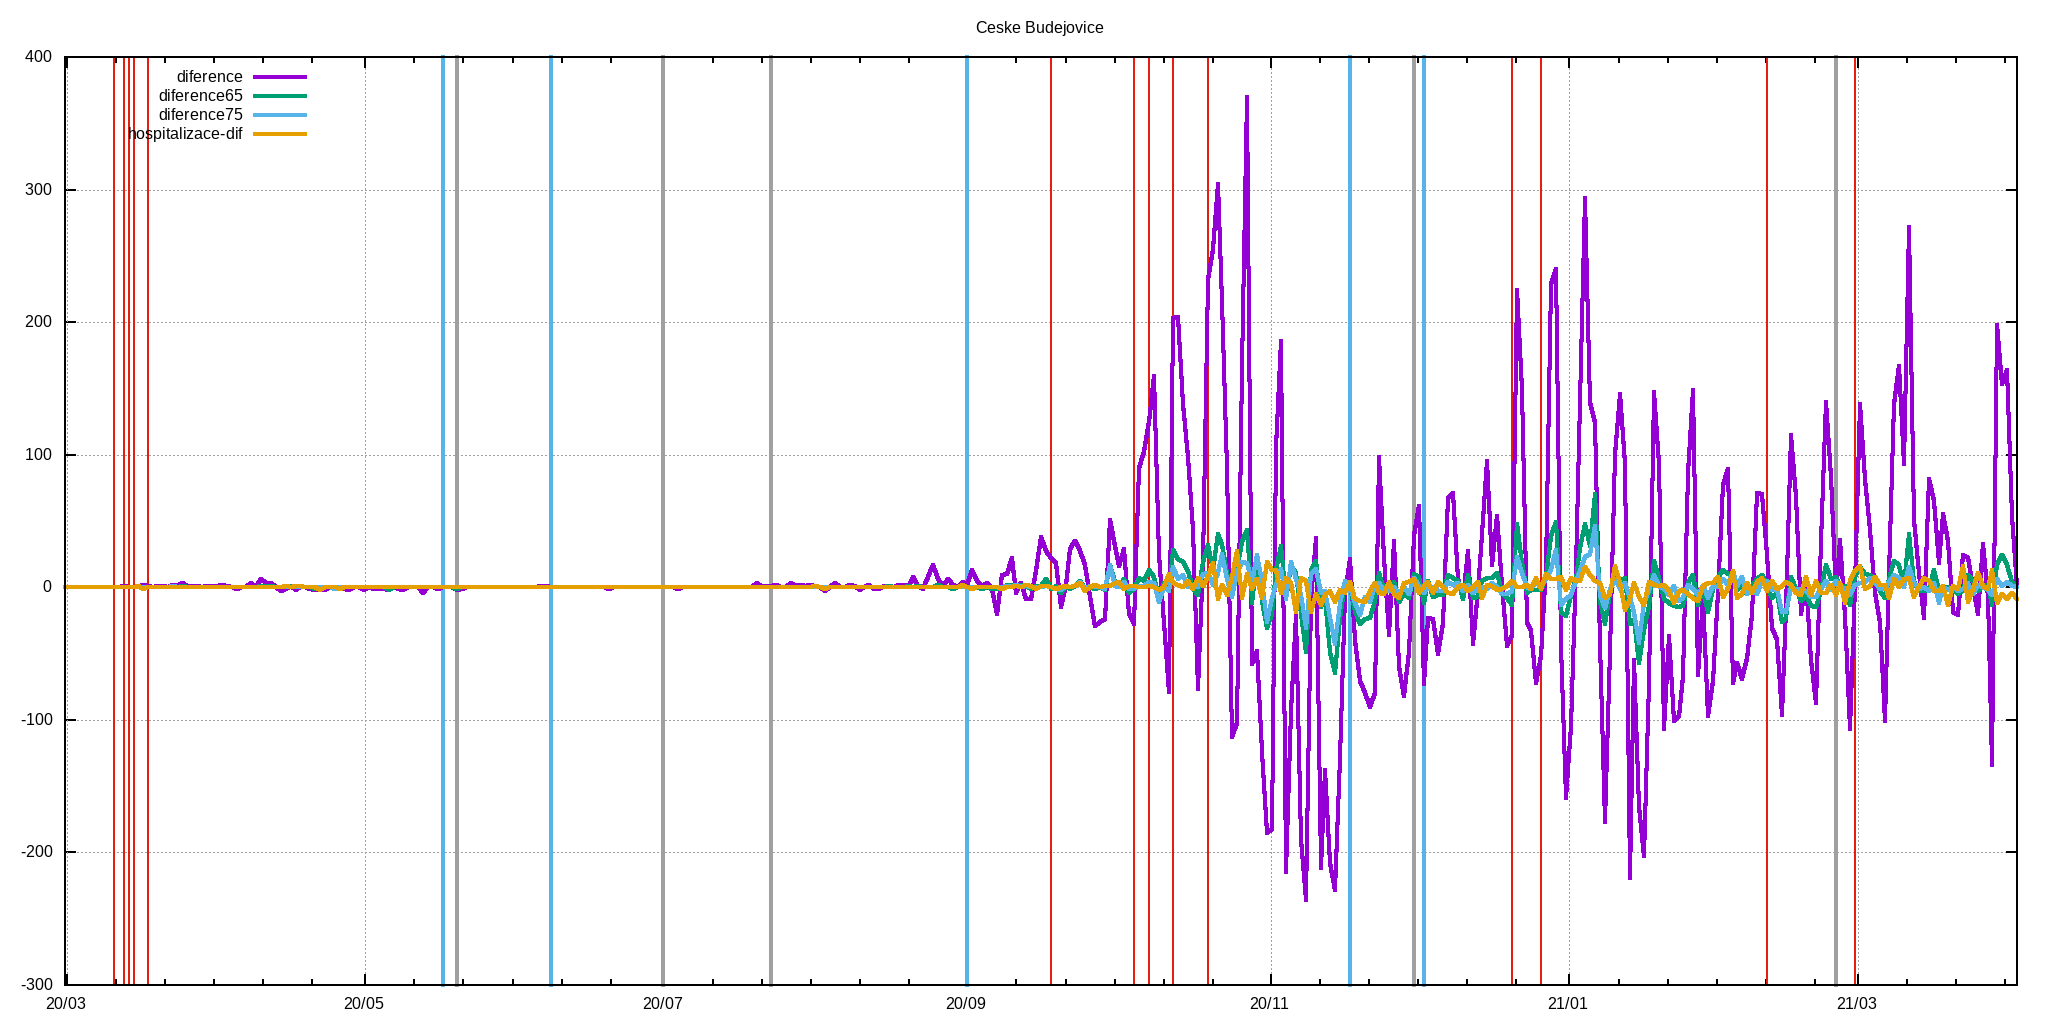 Ceske Budejovice
400
diference
diference65
diference75
hospitalizace-dif
300
200
100
0
-100
-200
-300
20/03 20/05 20/07 20/09 20/11 21/01 21/03